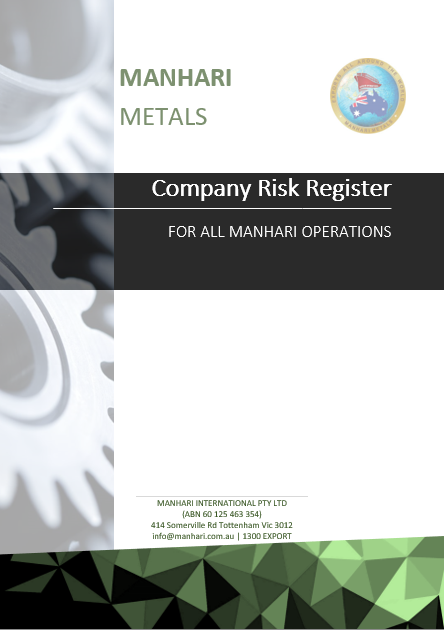 MANHARI
METALS
Company Risk Register
FOR ALL MANHARI OPERATIONS
MANHARI INTERNATIONAL PTY LTD
(ABN 60 125 463 354)
414 Somerville Rd Tottenham Vic 3012
info@manhari.com.au | 1300 EXPORT